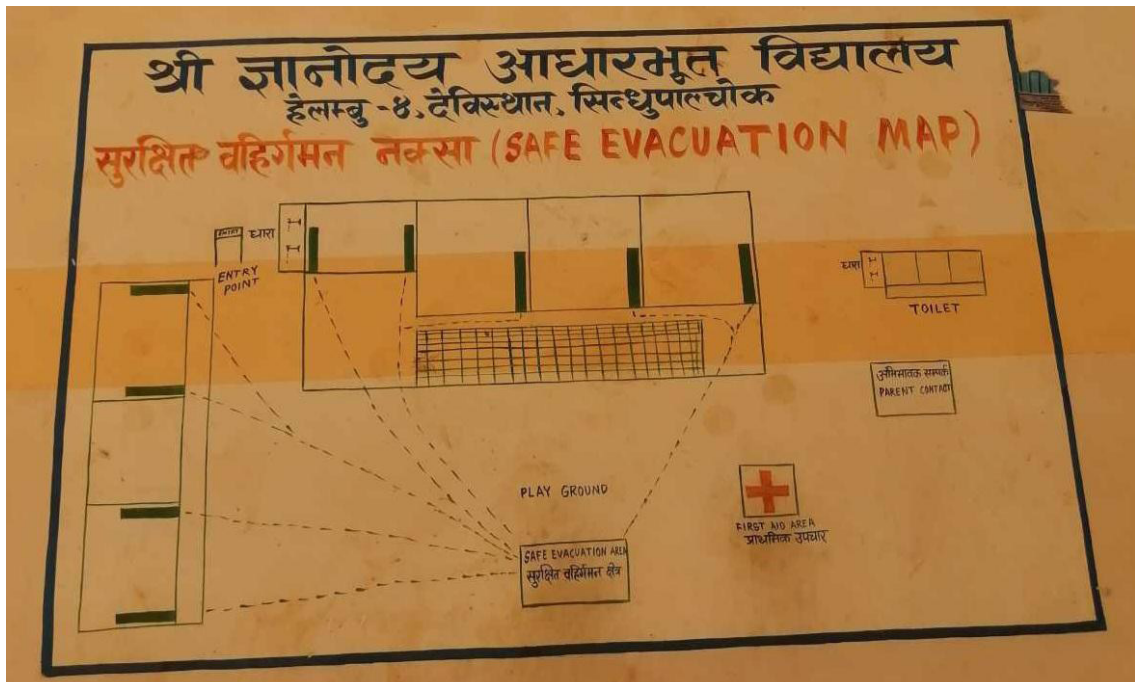 श्री ज्ञानोदय आधारभूत विद्यालय
हेलम्बु -४, देविस्थान, सिन्धुपाल्चोक
सुरक्षित वहिर्गमन नक्सा (SAFE EVACUATION MAP)
ENTRY
धारा
ENTRY
POINT
धारा
TOILET
अभिभावक सम्पर्क
PARENT CONTACT
PLAY GROUND
FIRST AID AREA
प्राथमिक उपचार
SAFE EVACUATION AREA
सुरक्षित वहिर्गमन क्षेत्र